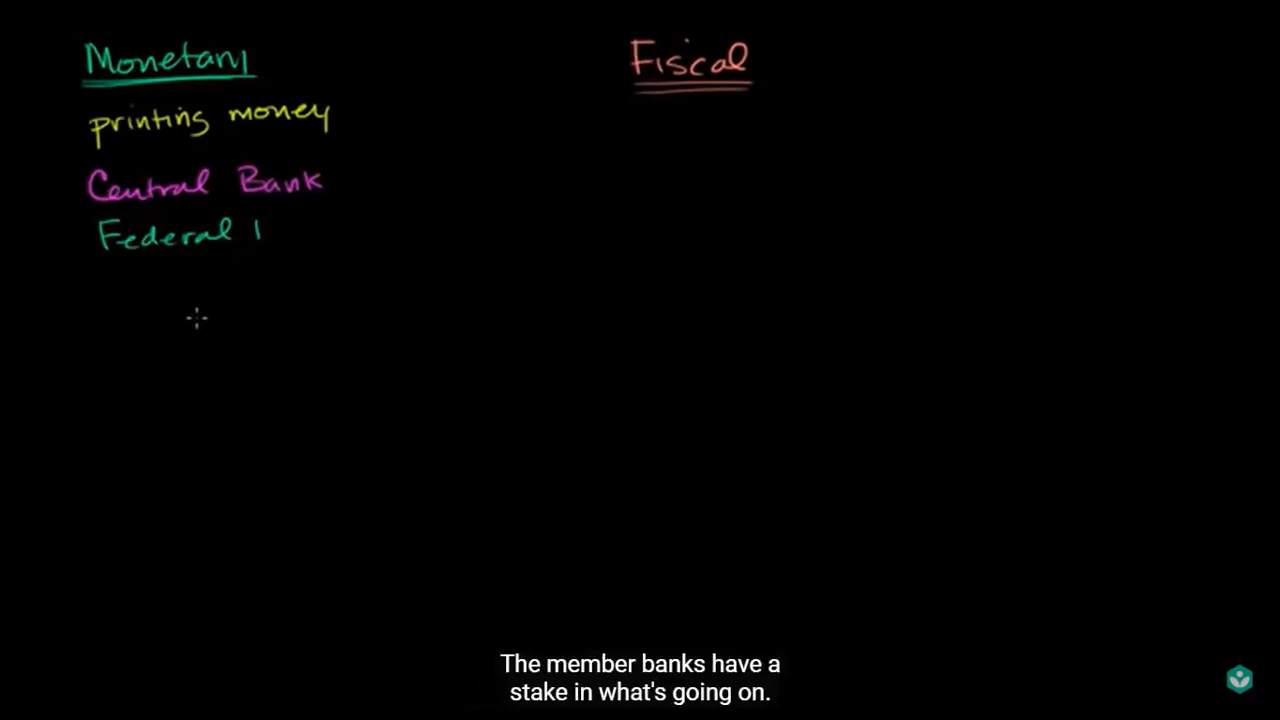 Monetary
Fiscal
printing money
Central Bank
Federal
The member banks have a
stake in what's going on.